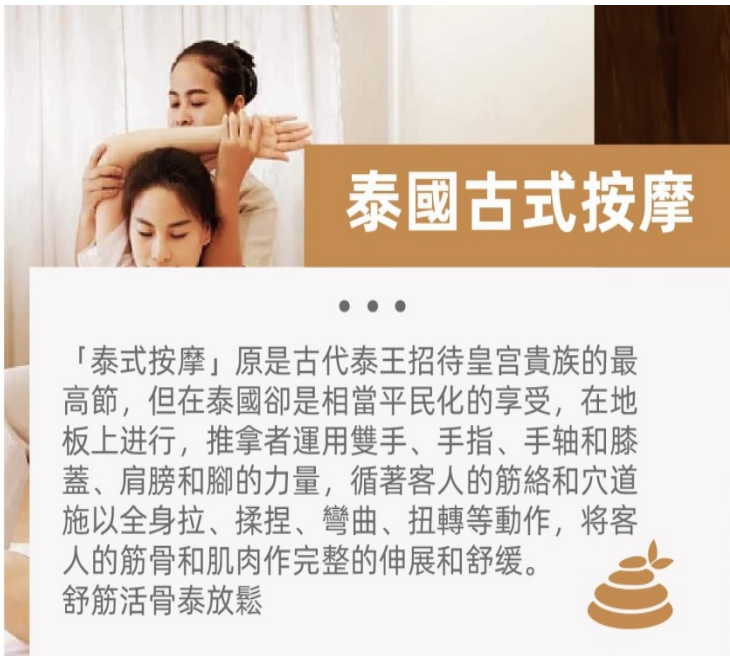 泰國古式按摩
「泰式按摩」原是古代泰王招待皇宮貴族的最
高節，但在泰國卻是相當平民化的享受，在地
板上进行，推拿者運用雙手、手指、手轴和膝
蓋、肩膀和腳的力量，循著客人的筋絡和穴道
施以全身拉、揉捏、彎曲、扭轉等動作，将客
人的筋骨和肌肉作完整的伸展和舒缓。
舒筋活骨泰放鬆